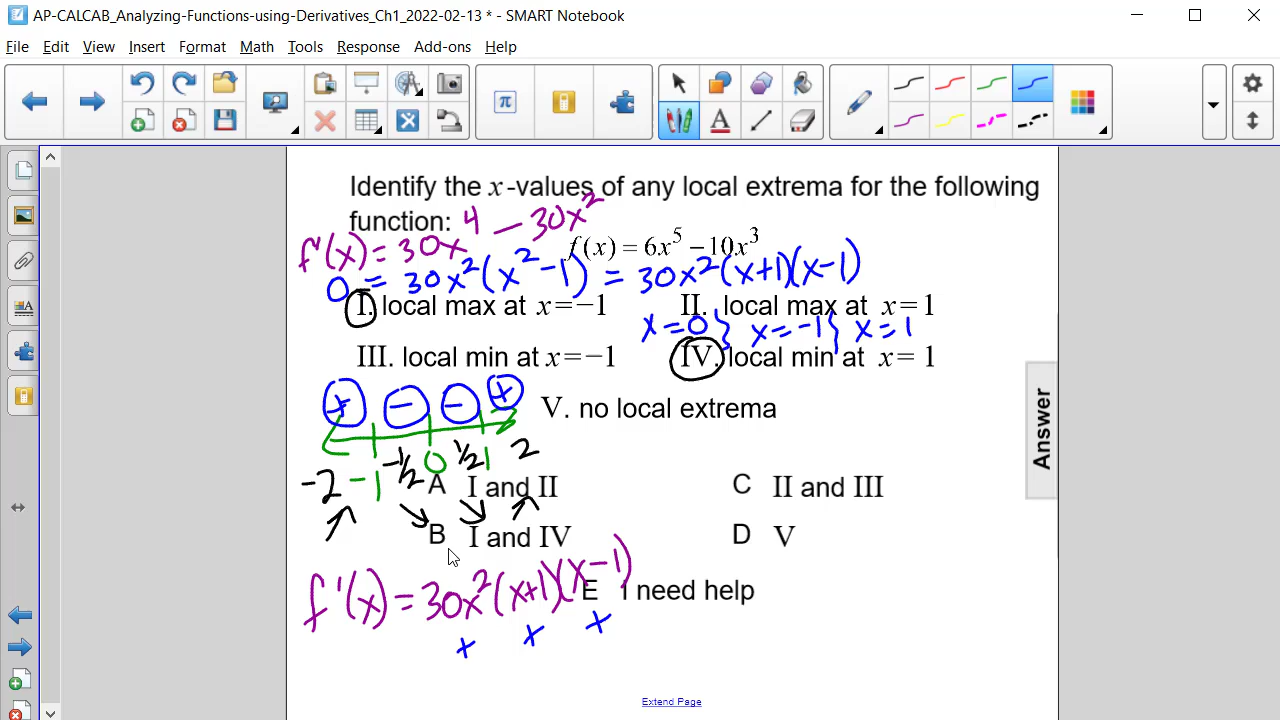 AP-CALCAB_Analyzing-Functions-using-Derivatives_Ch1_2022-02-13 * - SMART Notebook
File Edit View Insert Format Math Tools Response Add-ons Help
π
A
Identify the x-values of any local extrema for the following
function:
f(x) = 6x⁵ − 10x³
f'(x) = 30x⁴ − 30x²
0 = 30x²(x² − 1) = 30x²(x+1)(x−1)
I. local max at x = −1
II. local max at x = 1
x = 0} x = −1} x = 1
III. local min at x = −1
IV. local min at x = 1
+ − − +
V. no local extrema
-2 -1 -1/2 0 1/2 1 2
A I and II
C II and III
B I and IV
D V
f'(x) = 30x²(x+1)(x−1)
E I need help
+ + +
Answer
Extend Page